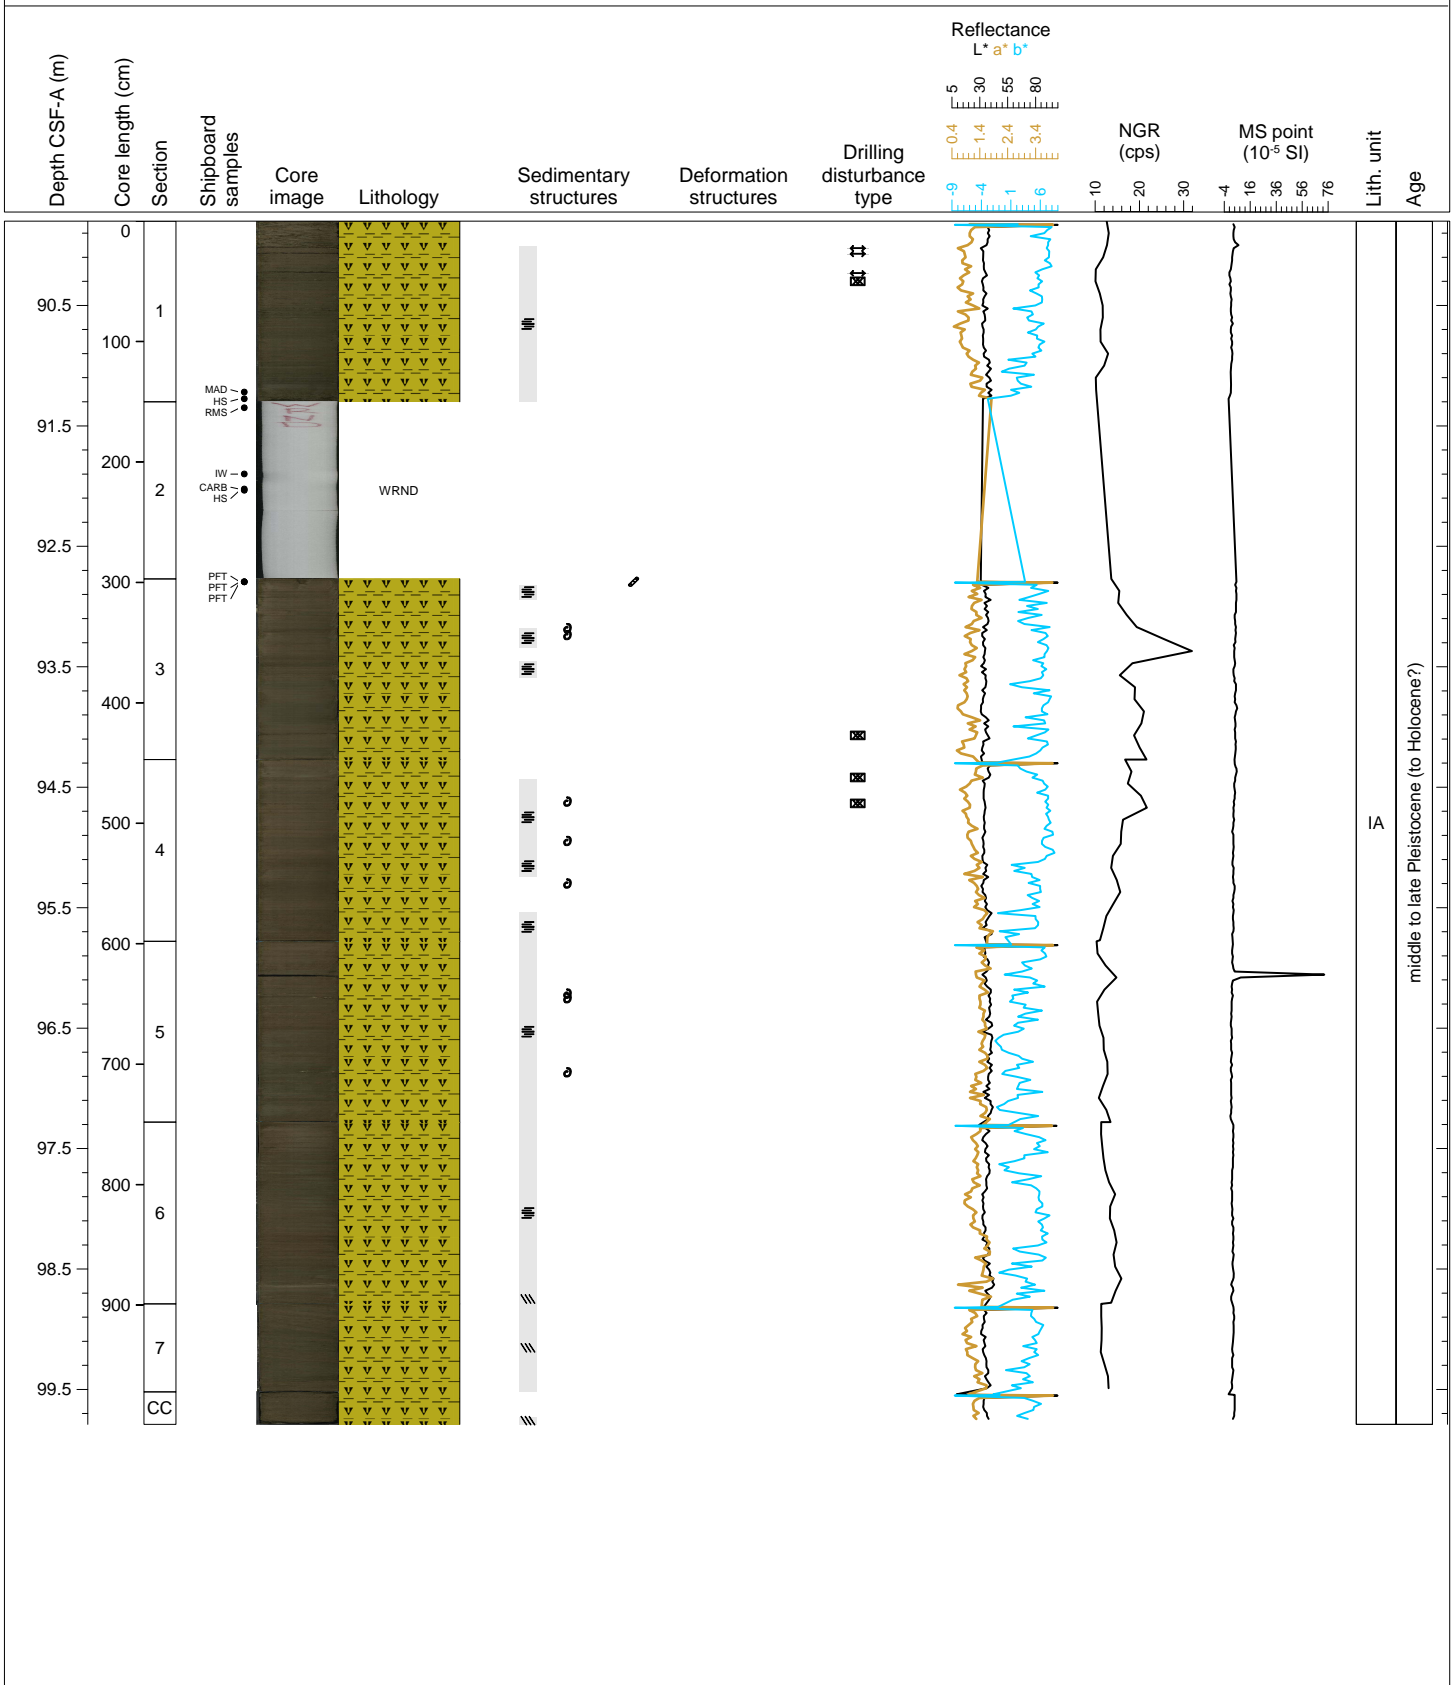 Depth CSF-A (m)
Core length (cm)
Section
Shipboard
samples
Core
image
Lithology
Sedimentary
structures
Deformation
structures
Drilling
disturbance
type
Reflectance
L* a* b*
5 30 55 80
0.4 1.4 2.4 3.4
-9 -4 1 6
NGR
(cps)
10 20 30
MS point
(10-5 SI)
-4 16 36 56 76
Lith. unit
Age
0
90.5
1
100
MAD
HS
RMS
91.5
200
IW
CARB
HS
2
WRND
92.5
300
PFT
PFT
PFT
93.5
3
400
94.5
500
4
IA
middle to late Pleistocene (to Holocene?)
95.5
600
96.5
5
700
97.5
800
6
98.5
900
7
99.5
CC